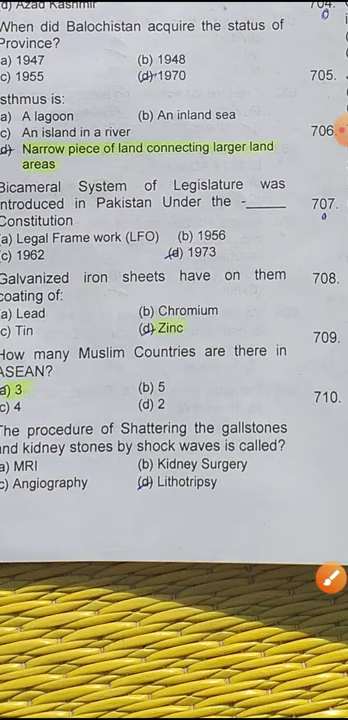 d) Azad Kashmir
When did Balochistan acquire the status of
Province?
a) 1947 (b) 1948
c) 1955 (d) 1970
sthmus is:
a) A lagoon (b) An inland sea
c) An island in a river
d) Narrow piece of land connecting larger land
areas
Bicameral System of Legislature was
ntroduced in Pakistan Under the -______
Constitution
(a) Legal Frame work (LFO) (b) 1956
(c) 1962 (d) 1973
Galvanized iron sheets have on them
coating of:
(a) Lead (b) Chromium
c) Tin (d) Zinc
How many Muslim Countries are there in
ASEAN?
a) 3 (b) 5
c) 4 (d) 2
The procedure of Shattering the gallstones
and kidney stones by shock waves is called?
a) MRI (b) Kidney Surgery
c) Angiography (d) Lithotripsy
704.
705.
706
707.
708.
709.
710.